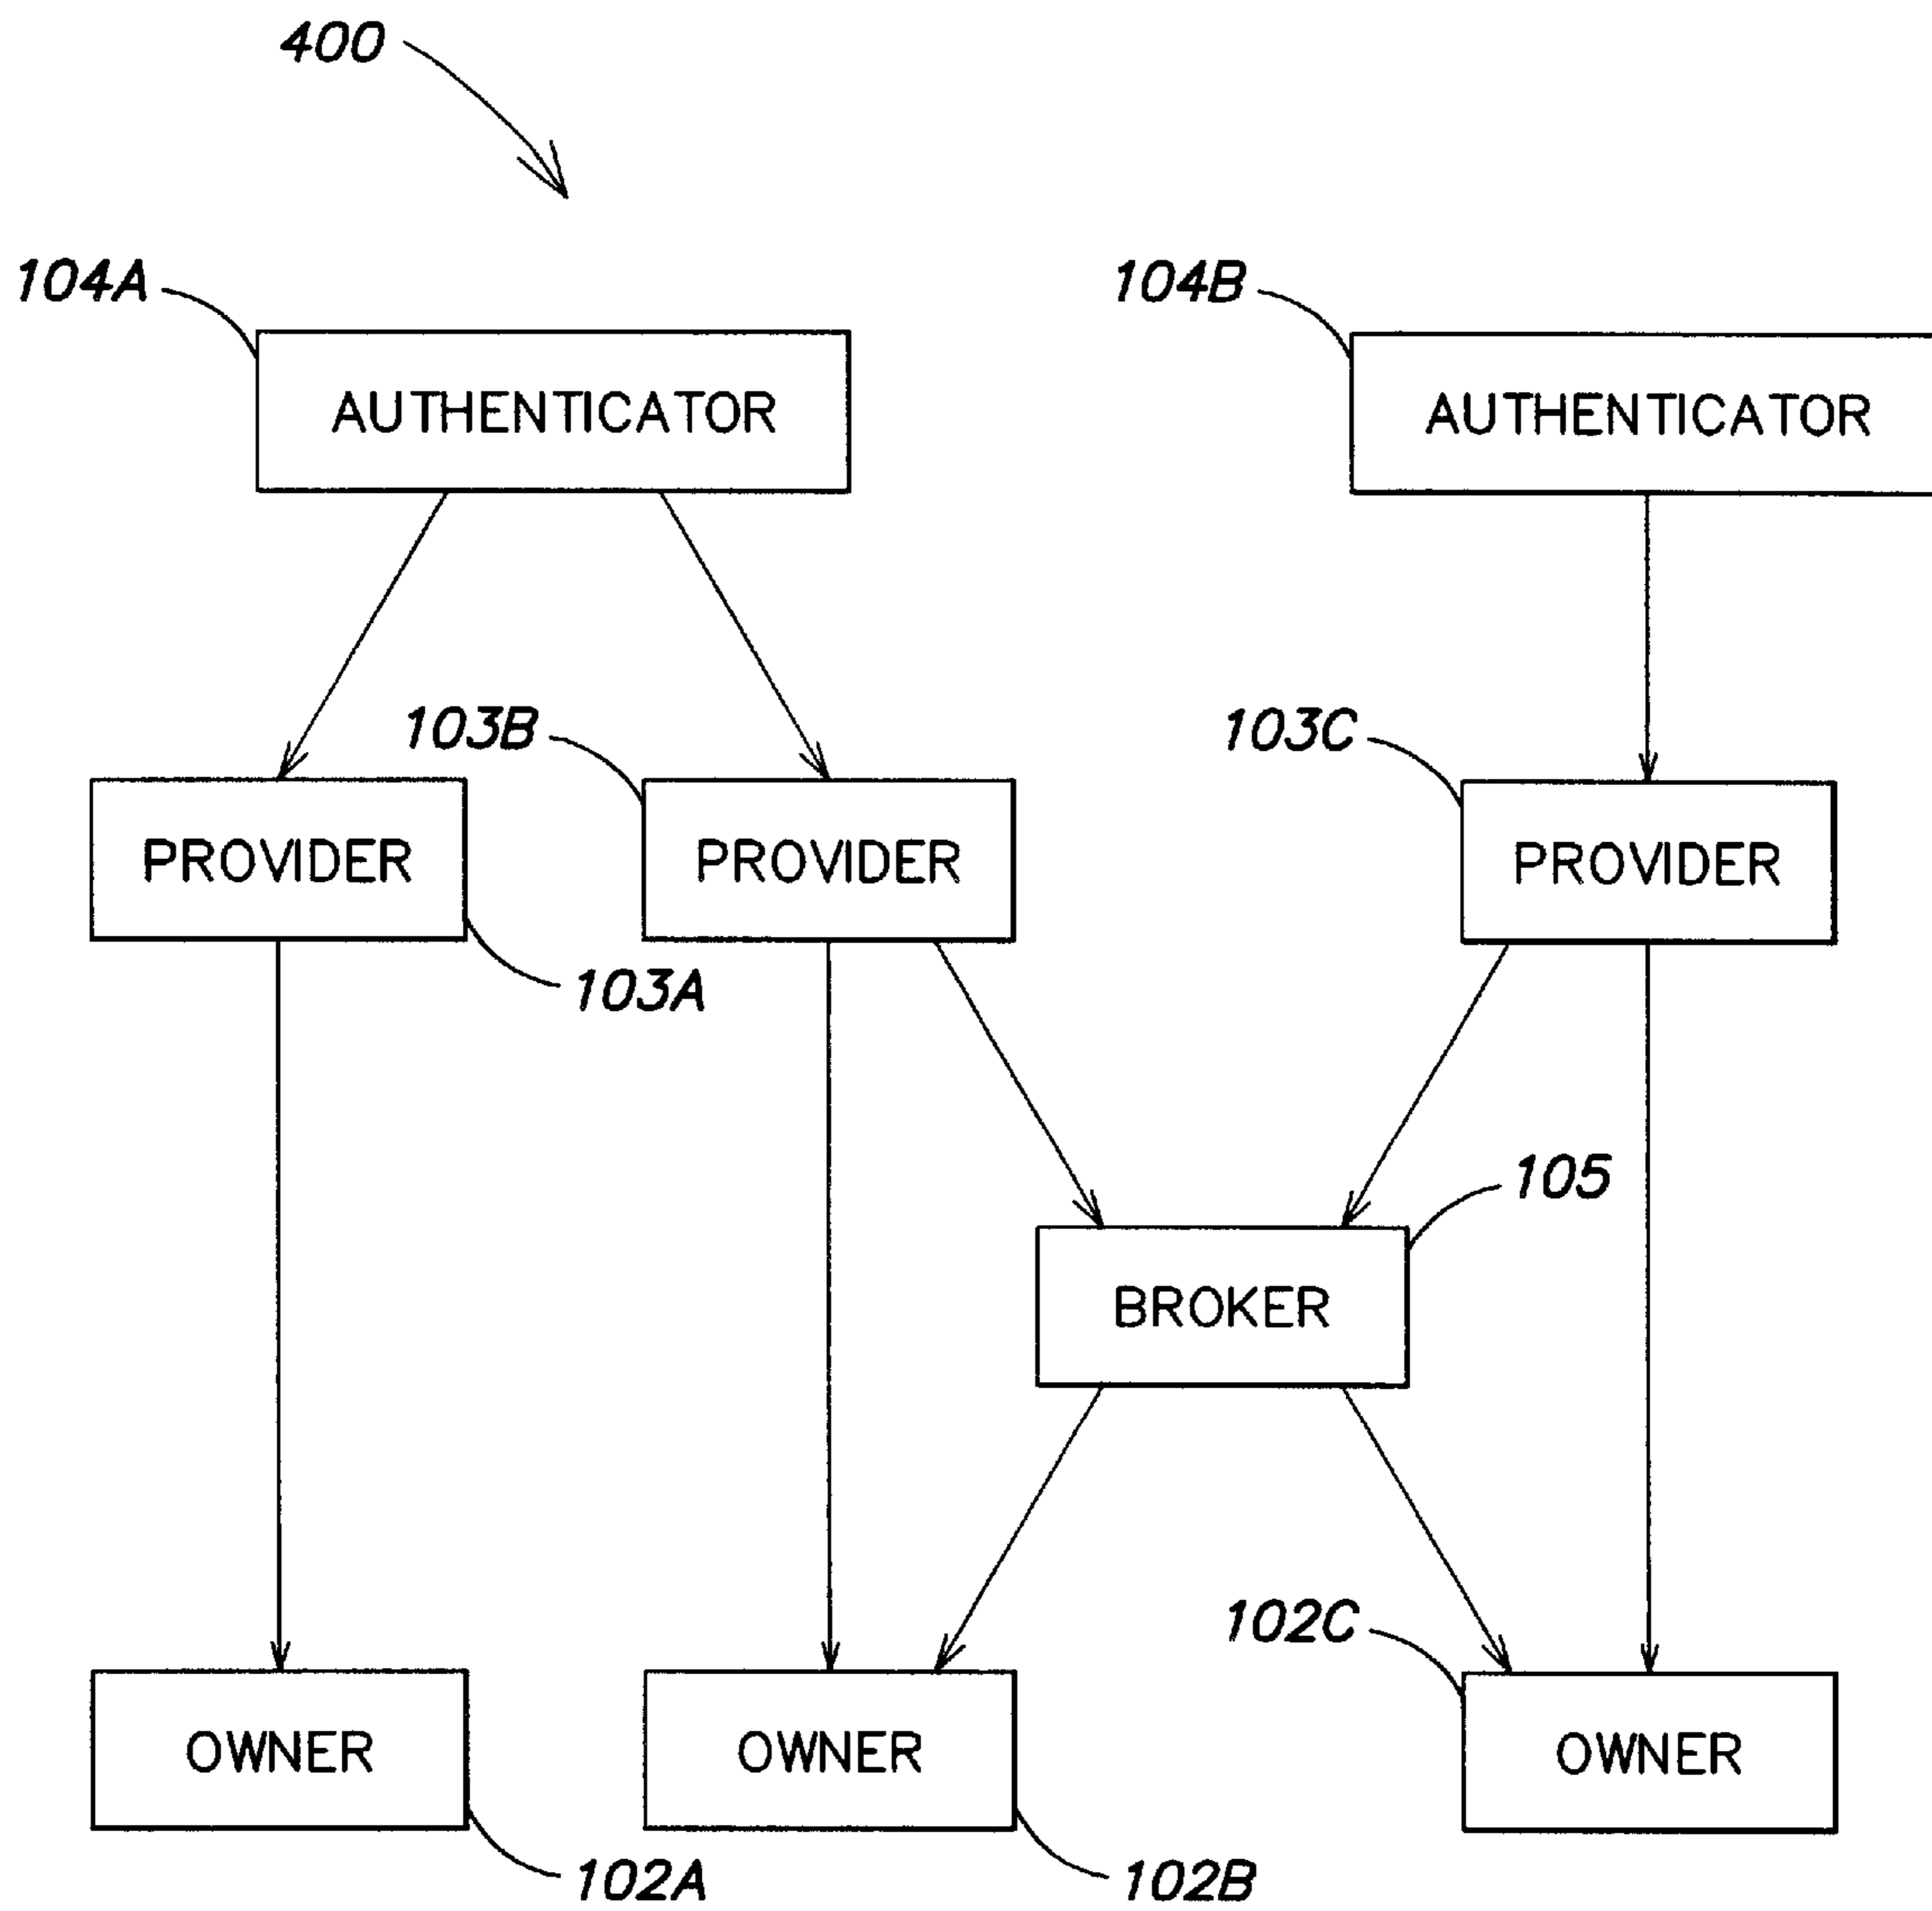 400
104A
104B
AUTHENTICATOR
AUTHENTICATOR
103B
103C
PROVIDER
PROVIDER
PROVIDER
103A
105
BROKER
102C
OWNER
OWNER
OWNER
102A
102B